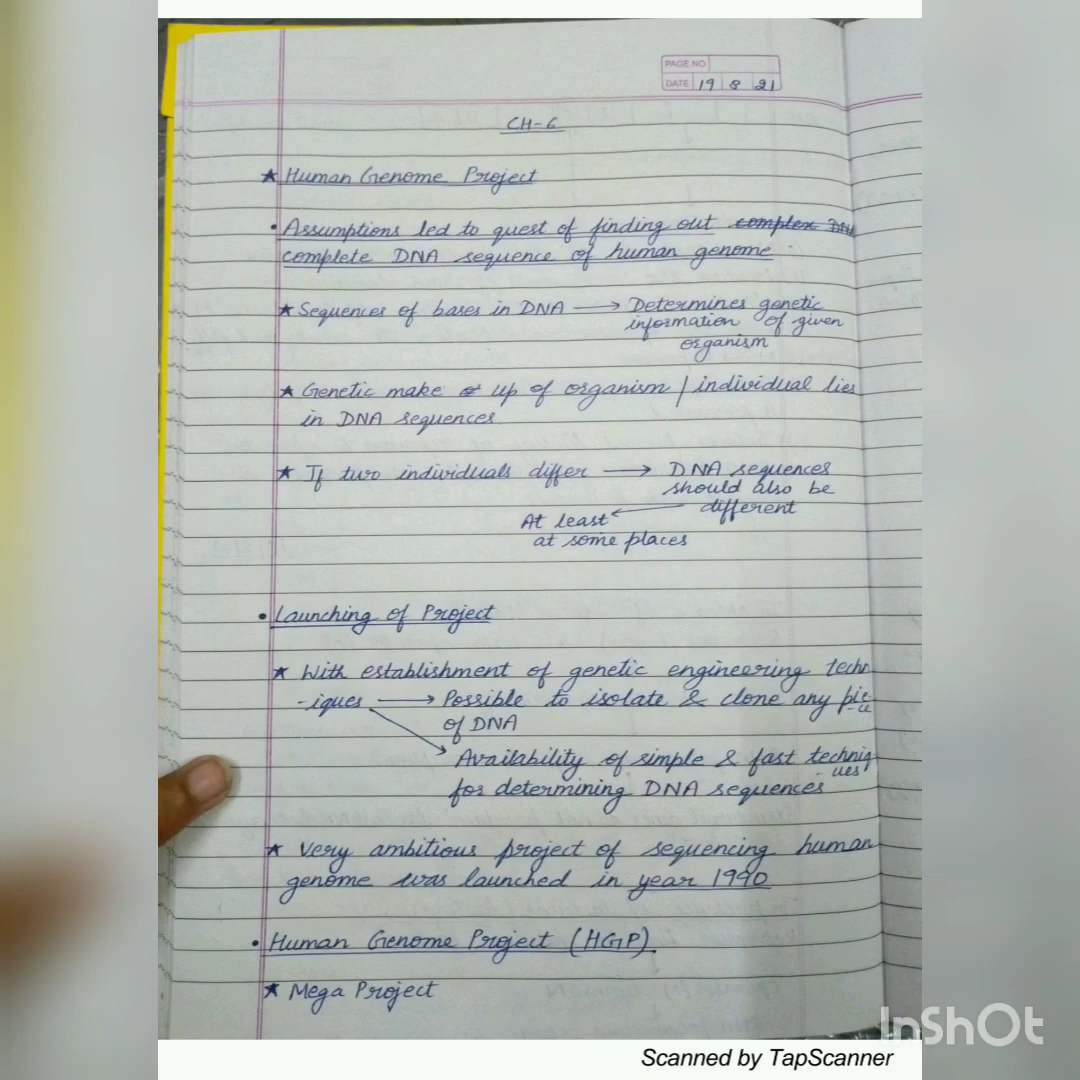 PAGE NO.
DATE 19 8 21
CH-6
★ Human Genome Project
• Assumptions led to quest of finding out complex DNA
complete DNA sequence of human genome
★ Sequences of bases in DNA → Determines genetic
information of given
organism
★ Genetic make up of organism / individual lies
in DNA sequences
★ If two individuals differ → DNA sequences
should also be
different
At least
at some places
• Launching of Project
★ With establishment of genetic engineering techn
-iques → Possible to isolate & clone any pie
-ce
of DNA
Availability of simple & fast techniq
-ues
for determining DNA sequences
★ Very ambitious project of sequencing human
genome was launched in year 1990
• Human Genome Project (HGP)
★ Mega Project
InShOt
Scanned by TapScanner